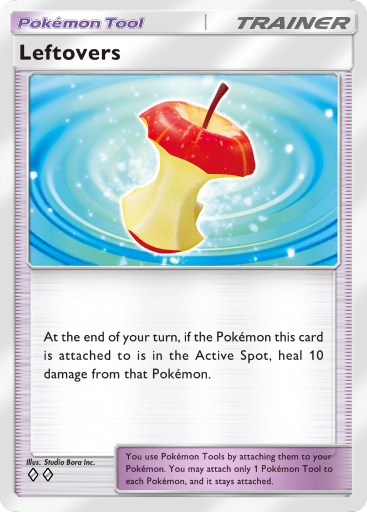 Pokémon Tool
TRAINER
Leftovers
At the end of your turn, if the Pokémon this card
is attached to is in the Active Spot, heal 10
damage from that Pokémon.
Illus. Studio Bora Inc.
You use Pokémon Tools by attaching them to your
Pokémon. You may attach only 1 Pokémon Tool to
each Pokémon, and it stays attached.